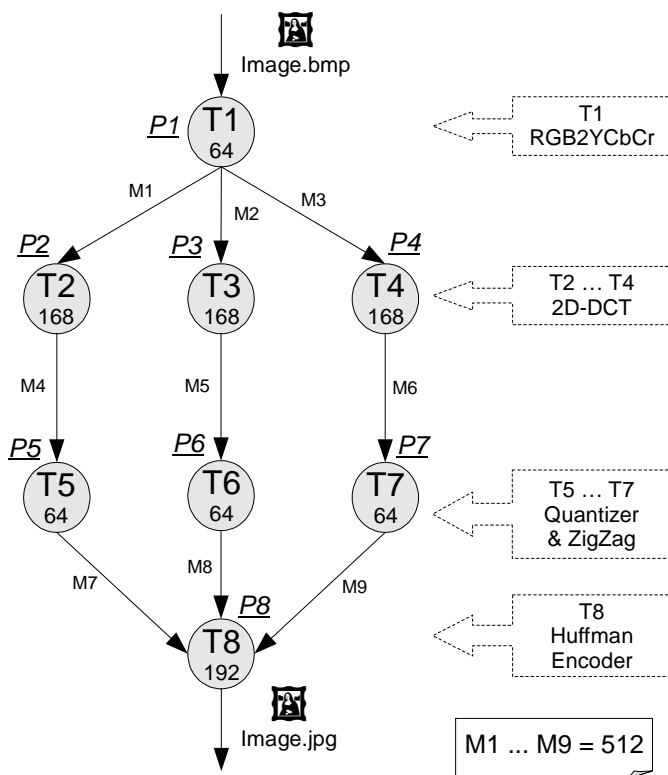 Image.bmp
P1
T1
64
T1
RGB2YCbCr
M1
M2
M3
P2
P3
P4
T2
168
T3
168
T4
168
T2 ... T4
2D-DCT
M4
M5
M6
P5
P6
P7
T5
64
T6
64
T7
64
T5 ... T7
Quantizer
& ZigZag
M7
M8
M9
P8
T8
192
T8
Huffman
Encoder
Image.jpg
M1 ... M9 = 512